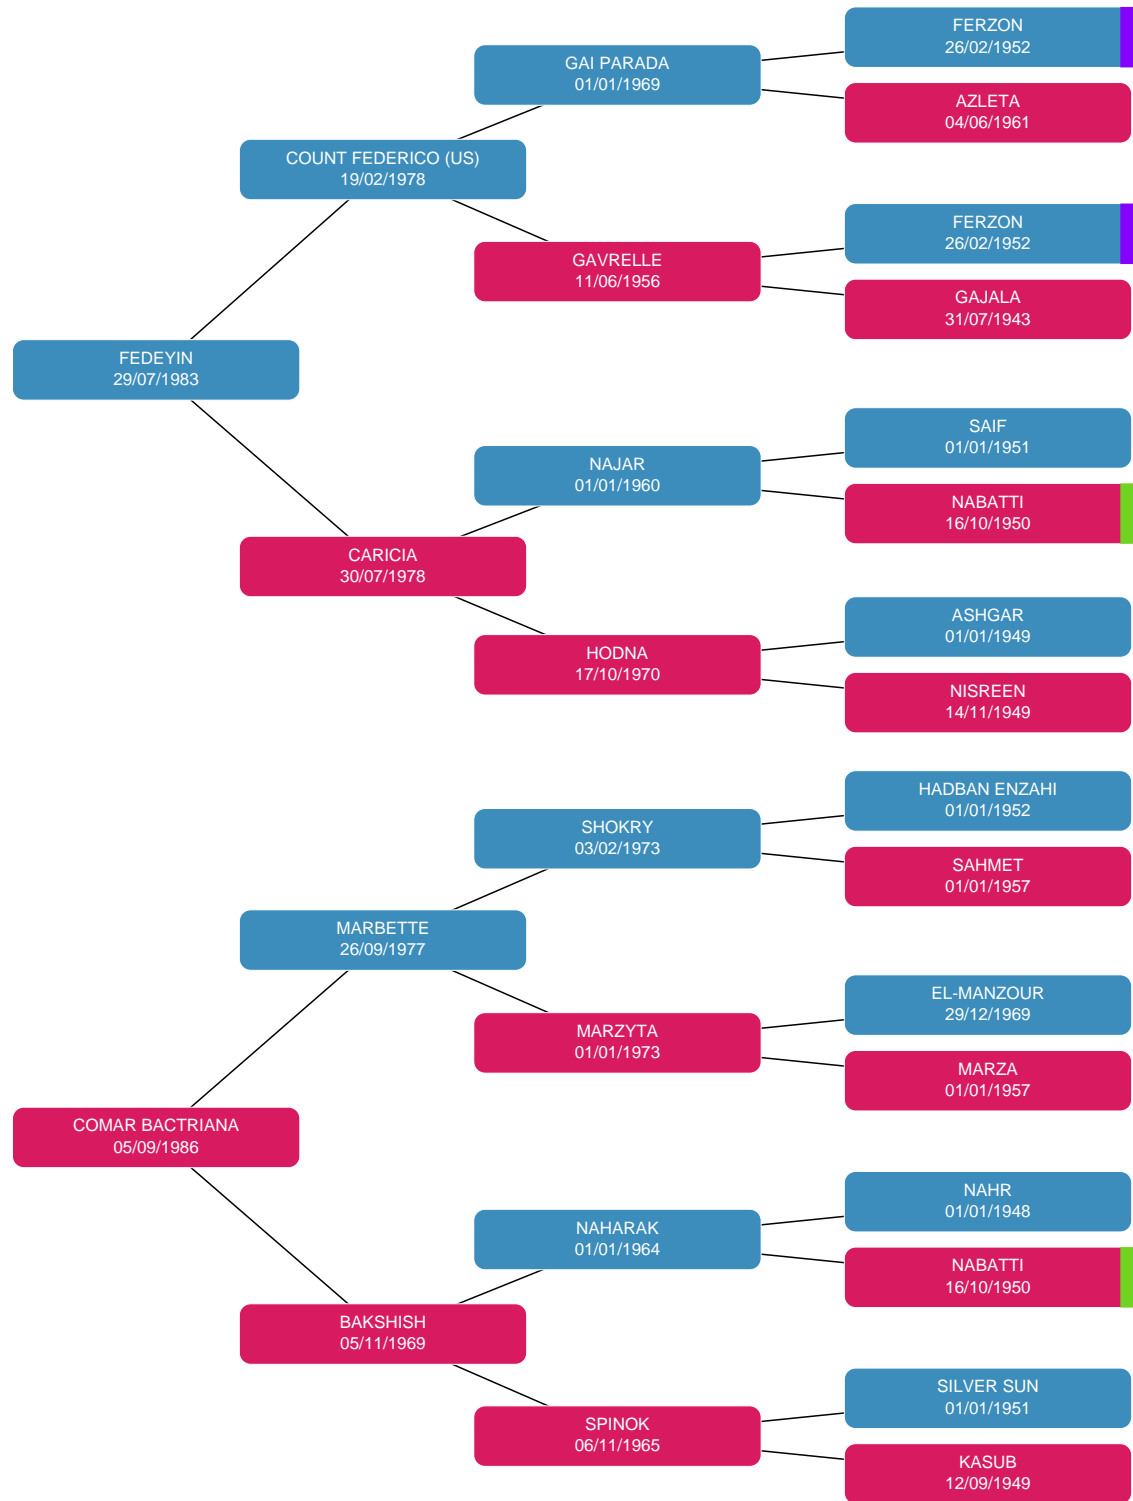 FERZON
26/02/1952
GAI PARADA
01/01/1969
AZLETA
04/06/1961
COUNT FEDERICO (US)
19/02/1978
FERZON
26/02/1952
GAVRELLE
11/06/1956
GAJALA
31/07/1943
FEDEYIN
29/07/1983
SAIF
01/01/1951
NAJAR
01/01/1960
NABATTI
16/10/1950
CARICIA
30/07/1978
ASHGAR
01/01/1949
HODNA
17/10/1970
NISREEN
14/11/1949
HADBAN ENZAHI
01/01/1952
SHOKRY
03/02/1973
SAHMET
01/01/1957
MARBETTE
26/09/1977
EL-MANZOUR
29/12/1969
MARZYTA
01/01/1973
MARZA
01/01/1957
COMAR BACTRIANA
05/09/1986
NAHR
01/01/1948
NAHARAK
01/01/1964
NABATTI
16/10/1950
BAKSHISH
05/11/1969
SILVER SUN
01/01/1951
SPINOK
06/11/1965
KASUB
12/09/1949